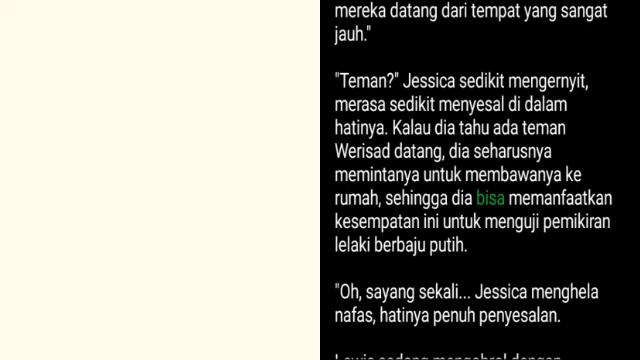 mereka datang dari tempat yang sangat
jauh."
"Teman?" Jessica sedikit mengernyit,
merasa sedikit menyesal di dalam
hatinya. Kalau dia tahu ada teman
Werisad datang, dia seharusnya
memintanya untuk membawanya ke
rumah, sehingga dia bisa memanfaatkan
kesempatan ini untuk menguji pemikiran
lelaki berbaju putih.
"Oh, sayang sekali... Jessica menghela
nafas, hatinya penuh penyesalan.